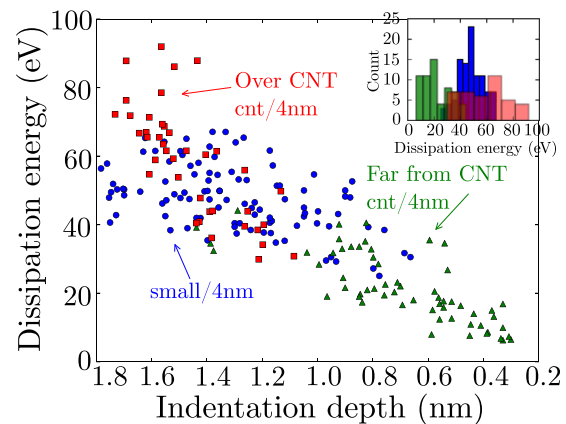 100
80
60
40
20
0
Dissipation energy (eV)
1.8 1.6 1.4 1.2 1.0 0.8 0.6 0.4 0.2
Indentation depth (nm)
Over CNT
cnt/4nm
Far from CNT
cnt/4nm
small/4nm
25
20
15
10
5
0
Count
0 20 40 60 80 100
Dissipation energy (eV)